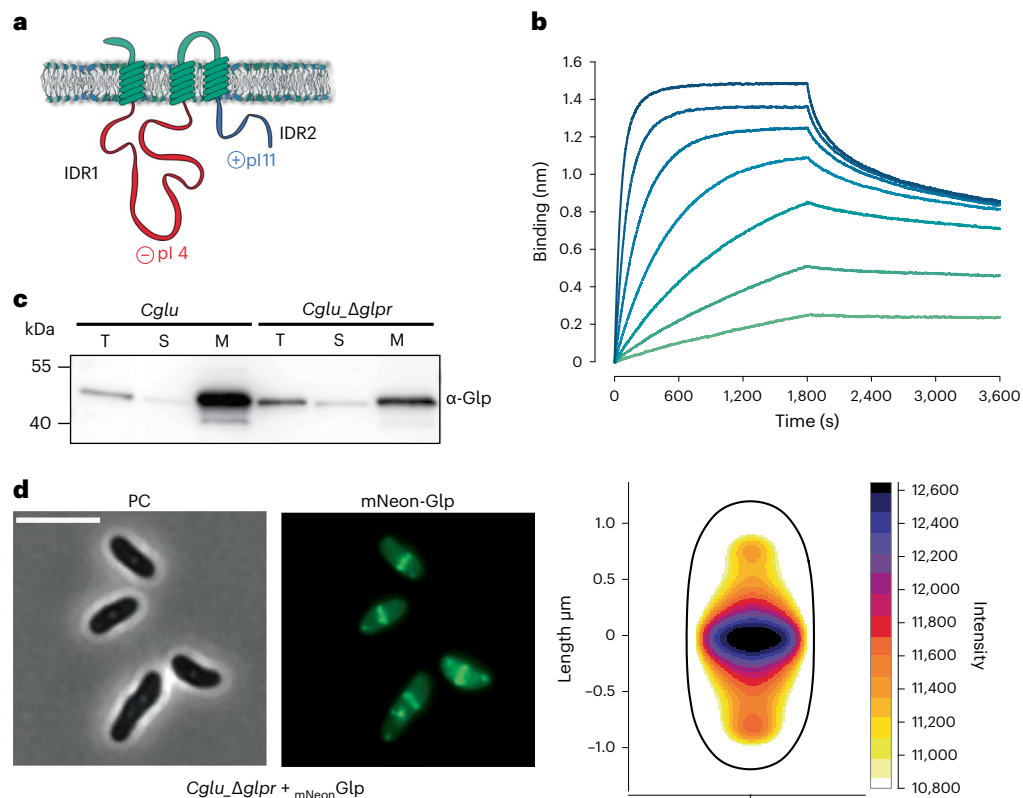 a
IDR1
IDR2
+ pI 11
− pI 4
b
Binding (nm)
1.6
1.4
1.2
1.0
0.8
0.6
0.4
0.2
0
0 600 1,200 1,800 2,400 3,000 3,600
Time (s)
c
Cglu Cglu_Δglpr
kDa T S M T S M
55
40
α-Glp
d
PC mNeon-Glp
Cglu_Δglpr + mNeonGlp
Length µm
1.0
0.5
0
−0.5
−1.0
12,600
12,400
12,200
12,000
11,800
11,600
11,400
11,200
11,000
10,800
Intensity